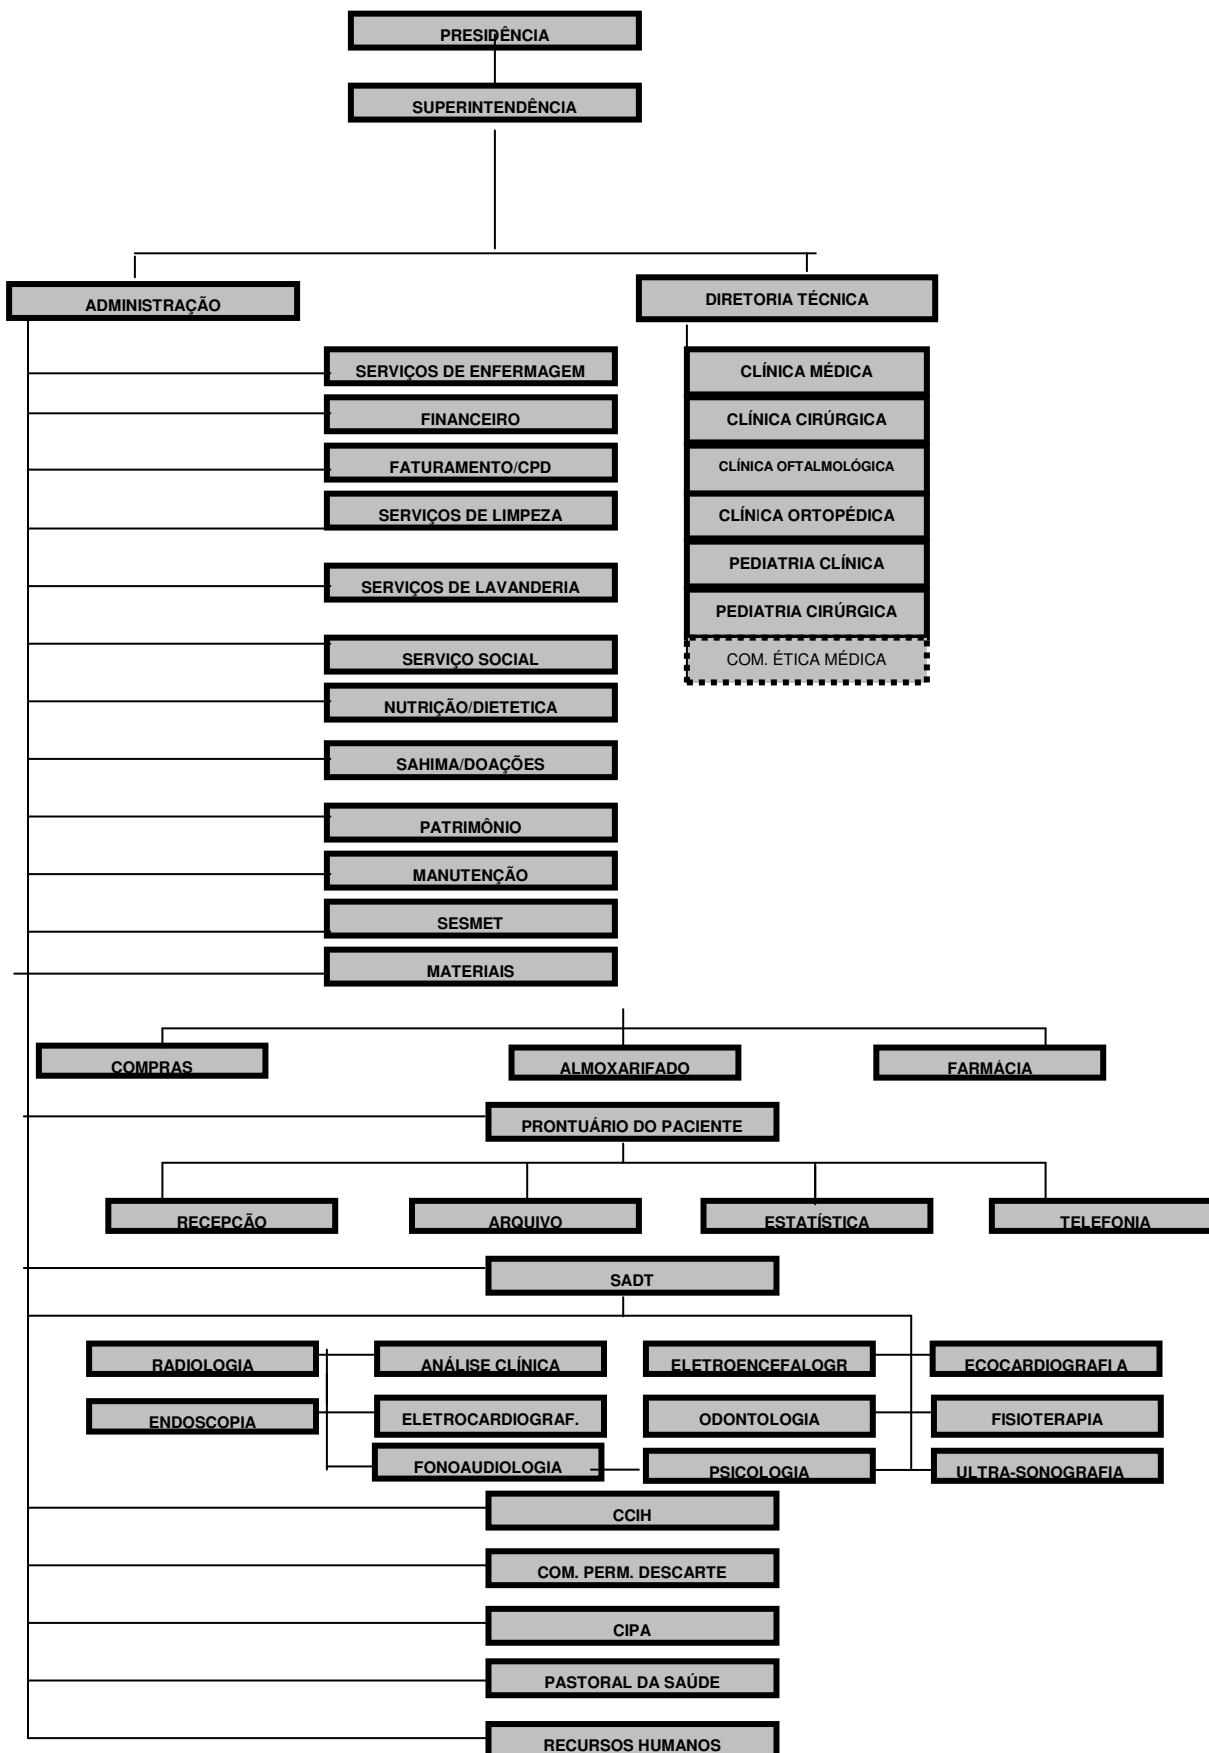 PRESIDÊNCIA
SUPERINTENDÊNCIA
ADMINISTRAÇÃO
DIRETORIA TÉCNICA
SERVIÇOS DE ENFERMAGEM
CLÍNICA MÉDICA
FINANCEIRO
CLÍNICA CIRÚRGICA
FATURAMENTO/CPD
CLÍNICA OFTALMOLÓGICA
SERVIÇOS DE LIMPEZA
CLÍNICA ORTOPÉDICA
PEDIATRIA CLÍNICA
SERVIÇOS DE LAVANDERIA
PEDIATRIA CIRÚRGICA
SERVIÇO SOCIAL
COM. ÉTICA MÉDICA
NUTRIÇÃO/DIETETICA
SAHIMA/DOAÇÕES
PATRIMÔNIO
MANUTENÇÃO
SESMET
MATERIAIS
COMPRAS
ALMOXARIFADO
FARMÁCIA
PRONTUÁRIO DO PACIENTE
RECEPCÃO
ARQUIVO
ESTATÍSTICA
TELEFONIA
SADT
RADIOLOGIA
ANÁLISE CLÍNICA
ELETROENCEFALOGR
ECOCARDIOGRAFI A
ENDOSCOPIA
ELETROCARDIOGRAF.
ODONTOLOGIA
FISIOTERAPIA
FONOAUDIOLOGIA
PSICOLOGIA
ULTRA-SONOGRAFIA
CCIH
COM. PERM. DESCARTE
CIPA
PASTORAL DA SAÚDE
RECURSOS HUMANOS